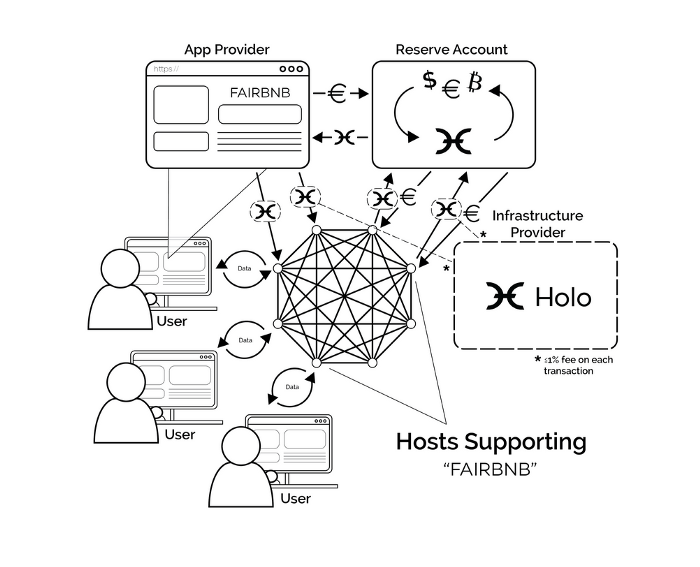 App Provider
Reserve Account
https://
FAIRBNB
€
$ € ₿
€
€
Infrastructure
Provider
*
*
Holo
Data
User
Data
User
Data
User
* ≤1% fee on each
transaction
Hosts Supporting
“FAIRBNB”